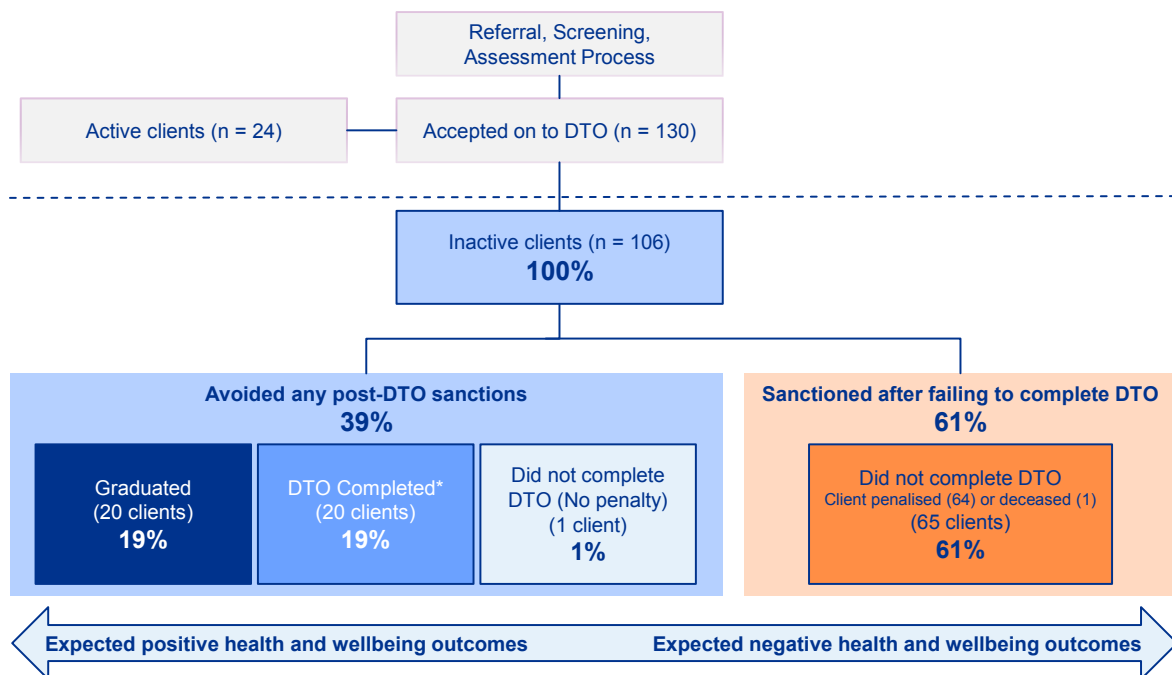 Referral, Screening,
Assessment Process
Active clients (n = 24)
Accepted on to DTO (n = 130)
Inactive clients (n = 106)
100%
Avoided any post-DTO sanctions
39%
Graduated
(20 clients)
19%
DTO Completed*
(20 clients)
19%
Did not complete
DTO (No penalty)
(1 client)
1%
Sanctioned after failing to complete DTO
61%
Did not complete DTO
Client penalised (64) or deceased (1)
(65 clients)
61%
Expected positive health and wellbeing outcomes
Expected negative health and wellbeing outcomes